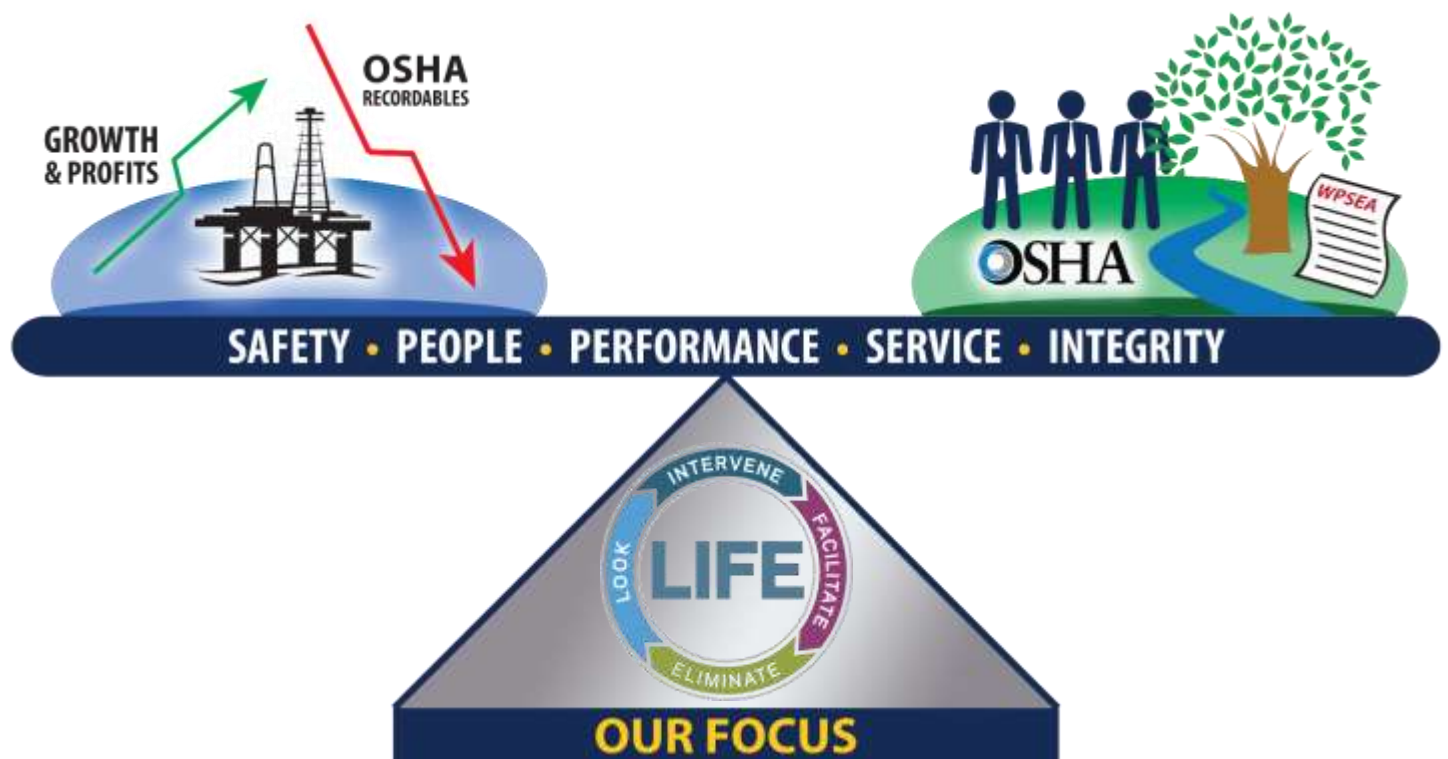 GROWTH
& PROFITS
OSHA
RECORDABLES
OSHA
WPSEA
SAFETY • PEOPLE • PERFORMANCE • SERVICE • INTEGRITY
LOOK
INTERVENE
FACILITATE
ELIMINATE
LIFE
OUR FOCUS